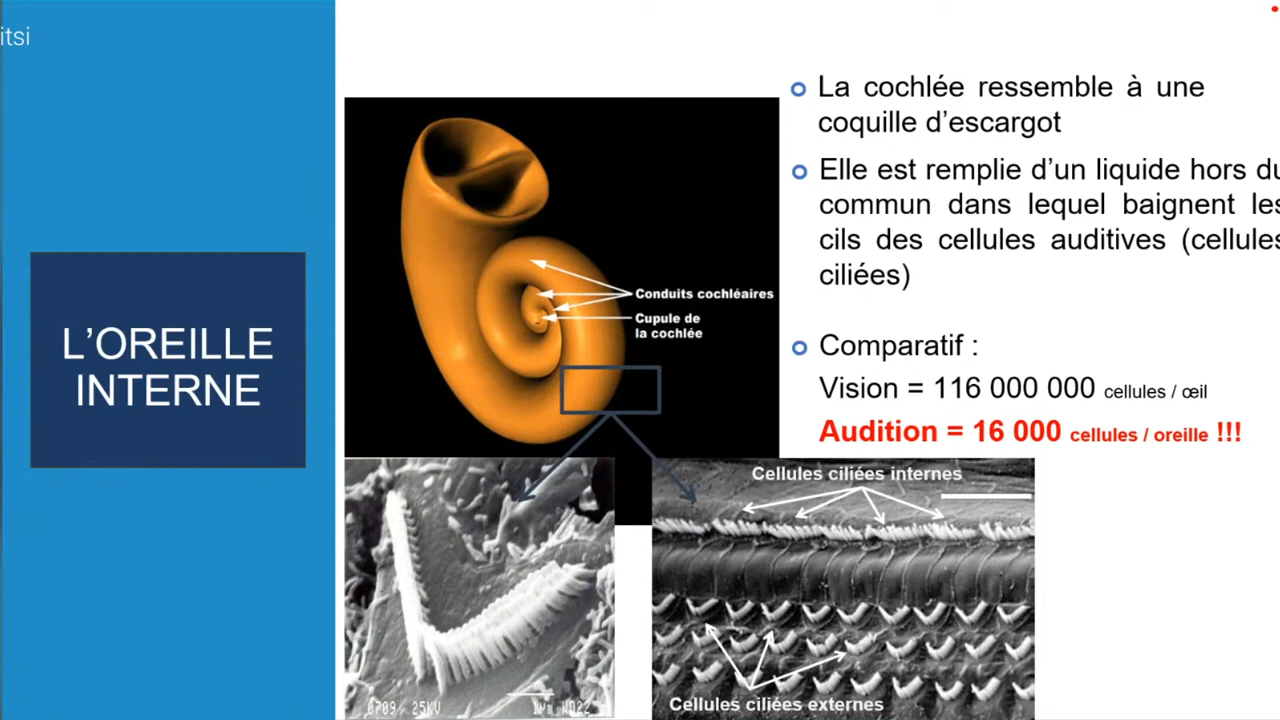 itsi
L'OREILLE
INTERNE
La cochlée ressemble à une
coquille d'escargot
Elle est remplie d'un liquide hors du
commun dans lequel baignent les
cils des cellules auditives (cellules
ciliées)
Comparatif :
Vision = 116 000 000 cellules / œil
Audition = 16 000 cellules / oreille !!!
Conduits cochléaires
Cupule de
la cochlée
Cellules ciliées internes
Cellules ciliées externes
25KV